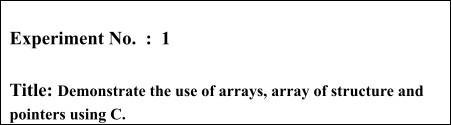 Experiment No.  :  1
Title: Demonstrate the use of arrays, array of structure and
pointers using C.